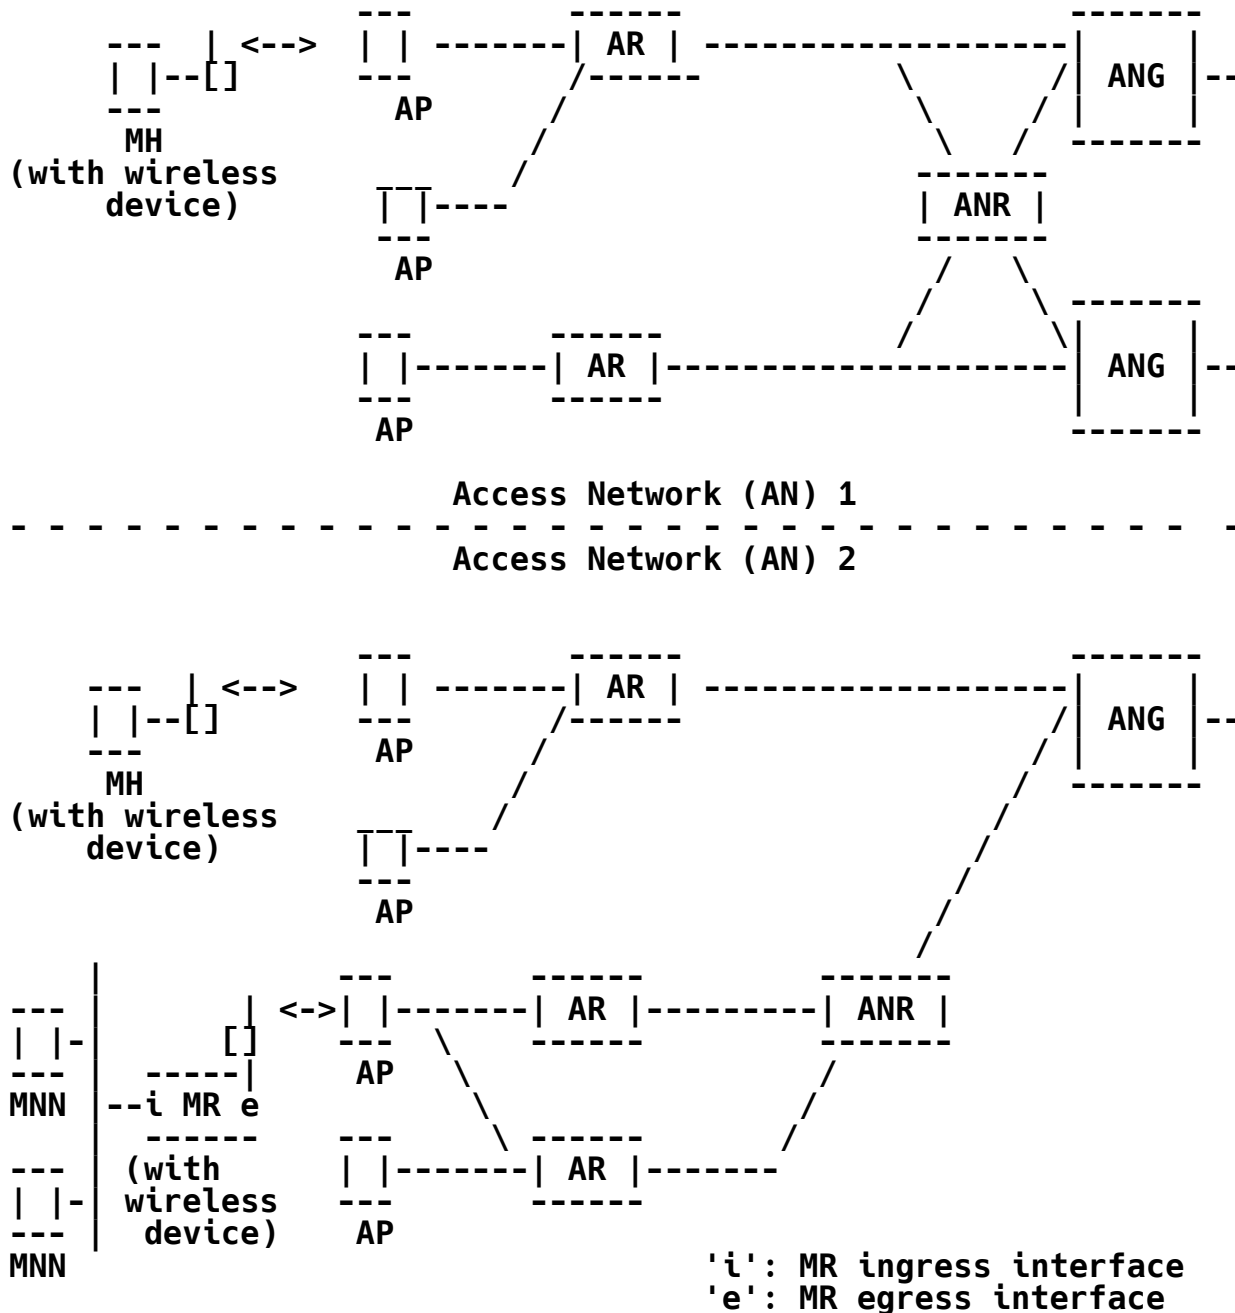 AR
ANG
AP
MH
(with wireless
device)
ANR
AP
AR ANG
AP
Access Network (AN) 1
Access Network (AN) 2
AR
ANG
AP
MH
(with wireless
device)
AP
AR ANR
AP
MNN i MR e
(with AR
wireless
device) AP
MNN 'i': MR ingress interface
'e': MR egress interface